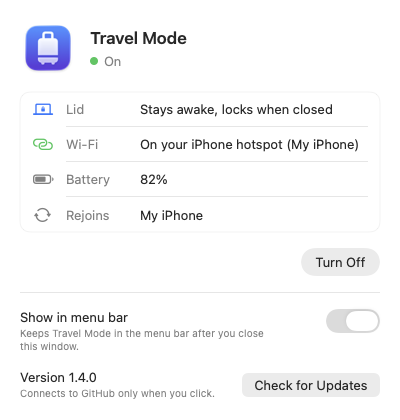 Travel Mode
On
Lid Stays awake, locks when closed
Wi-Fi On your iPhone hotspot (My iPhone)
Battery 82%
Rejoins My iPhone
Turn Off
Show in menu bar
Keeps Travel Mode in the menu bar after you close
this window.
Version 1.4.0
Connects to GitHub only when you click.
Check for Updates